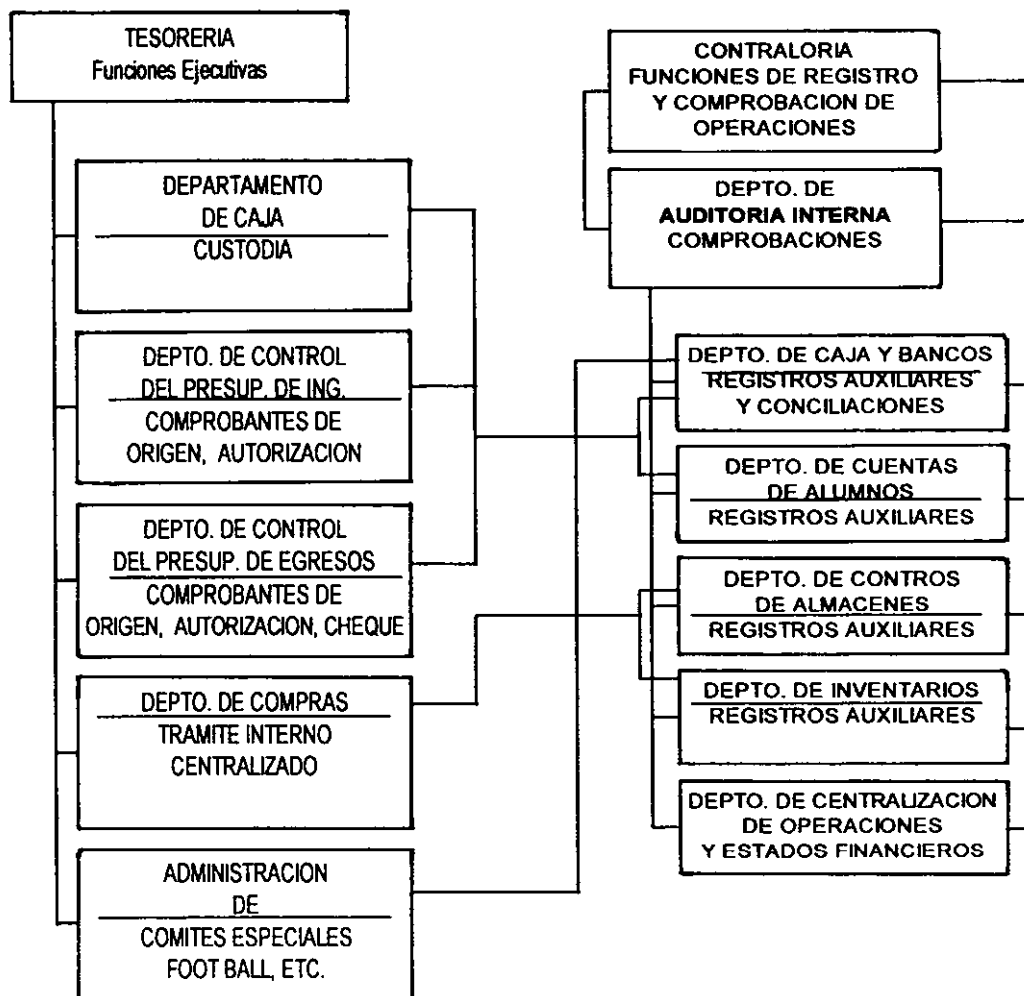 TESORERIA
Funciones Ejecutivas
DEPARTAMENTO
DE CAJA
CUSTODIA
DEPTO. DE CONTROL
DEL PRESUP. DE ING.
COMPROBANTES DE
ORIGEN, AUTORIZACION
DEPTO. DE CONTROL
DEL PRESUP. DE EGRESOS
COMPROBANTES DE
ORIGEN, AUTORIZACION, CHEQUE
DEPTO. DE COMPRAS
TRAMITE INTERNO
CENTRALIZADO
ADMINISTRACION
DE
COMITES ESPECIALES
FOOT BALL, ETC.
CONTRALORIA
FUNCIONES DE REGISTRO
Y COMPROBACION DE
OPERACIONES
DEPTO. DE
AUDITORIA INTERNA
COMPROBACIONES
DEPTO. DE CAJA Y BANCOS
REGISTROS AUXILIARES
Y CONCILIACIONES
DEPTO. DE CUENTAS
DE ALUMNOS
REGISTROS AUXILIARES
DEPTO. DE CONTROS
DE ALMACENES
REGISTROS AUXILIARES
DEPTO. DE INVENTARIOS
REGISTROS AUXILIARES
DEPTO. DE CENTRALIZACION
DE OPERACIONES
Y ESTADOS FINANCIEROS